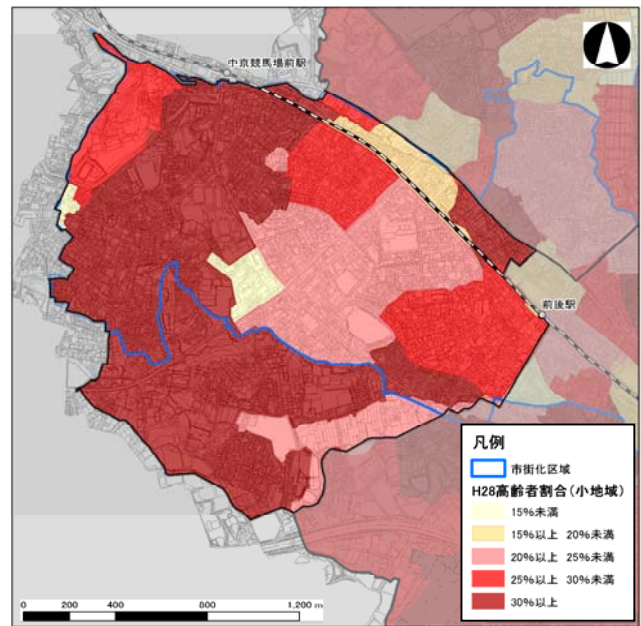 中京競馬場前駅
前後駅
凡例
市街化区域
H28高齢者割合(小地域)
15%未満
15%以上 20%未満
20%以上 25%未満
25%以上 30%未満
30%以上
0 200 400 800 1,200 m